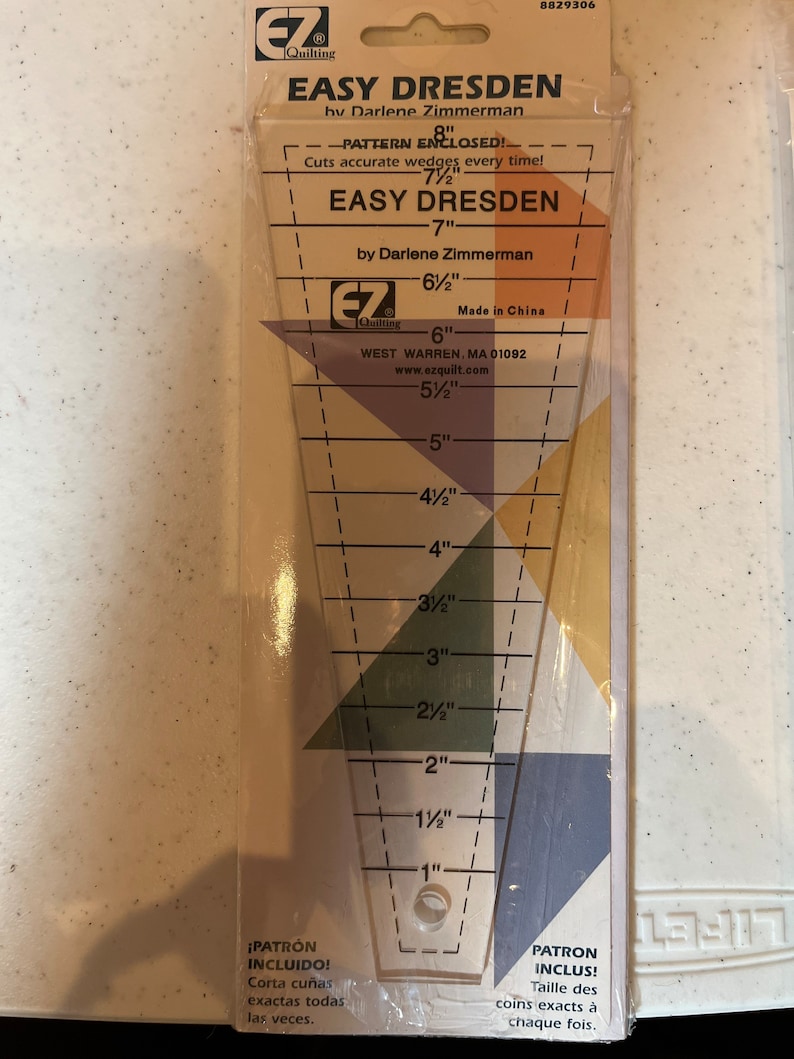 8829306
EZ®
Quilting
EASY DRESDEN
by Darlene Zimmerman
8"
PATTERN ENCLOSED!
Cuts accurate wedges every time!
7½"
EASY DRESDEN
7"
by Darlene Zimmerman
6½"
Made in China
EZ®
Quilting
6"
WEST WARREN, MA 01092
www.ezquilt.com
5½"
5"
4½"
4"
3½"
3"
2½"
2"
1½"
1"
¡PATRÓN
INCLUIDO!
Corta cuñas
exactas todas
las veces.
PATRON
INCLUS!
Taille des
coins exacts à
chaque fois.
LIFET